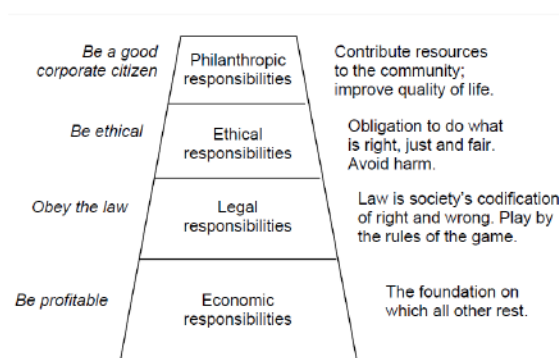 Be a good
corporate citizen
Philanthropic
responsibilities
Contribute resources
to the community;
improve quality of life.
Be ethical
Ethical
responsibilities
Obligation to do what
is right, just and fair.
Avoid harm.
Obey the law
Legal
responsibilities
Law is society's codification
of right and wrong. Play by
the rules of the game.
Be profitable
Economic
responsibilities
The foundation on
which all other rest.